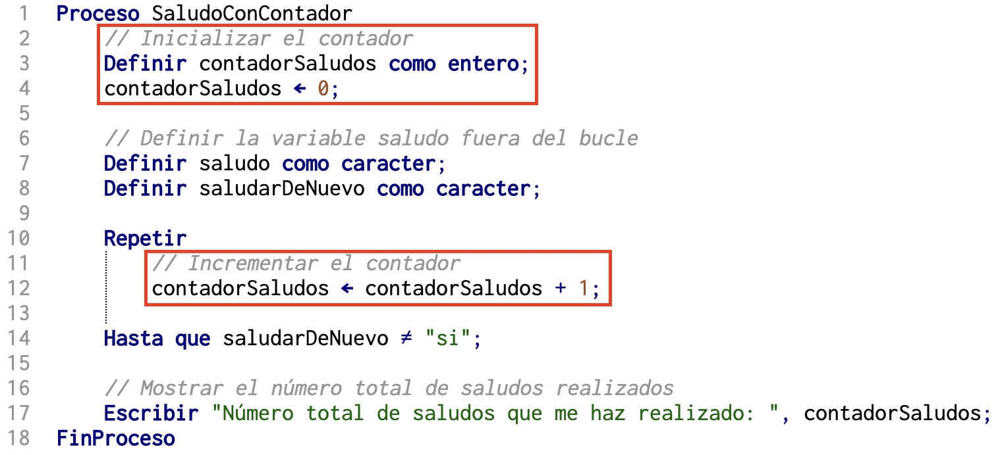 1 Proceso SaludoConContador
2 // Inicializar el contador
3 Definir contadorSaludos como entero;
4 contadorSaludos ← 0;
5
6 // Definir la variable saludo fuera del bucle
7 Definir saludo como caracter;
8 Definir saludarDeNuevo como caracter;
9
10 Repetir
11 // Incrementar el contador
12 contadorSaludos ← contadorSaludos + 1;
13
14 Hasta que saludarDeNuevo ≠ "si";
15
16 // Mostrar el número total de saludos realizados
17 Escribir "Número total de saludos que me haz realizado: ", contadorSaludos;
18 FinProceso